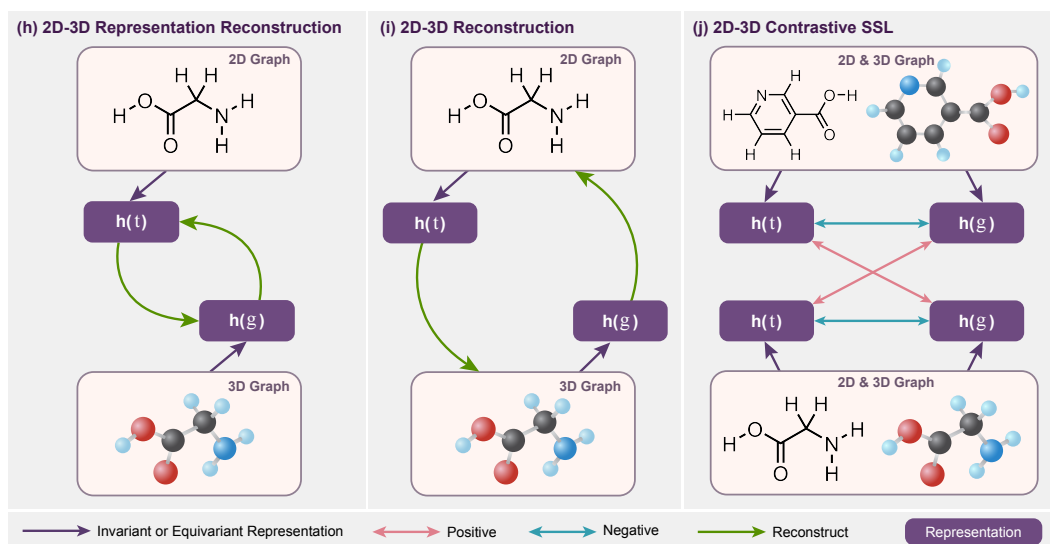 (h) 2D-3D Representation Reconstruction
2D Graph
H H
H O
N H
O H
h(t)
h(g)
3D Graph
(i) 2D-3D Reconstruction
2D Graph
H H
H O
N H
O H
h(t)
h(g)
3D Graph
(j) 2D-3D Contrastive SSL
2D & 3D Graph
H
N H O H
H O
H H
h(t) h(g)
h(t) h(g)
2D & 3D Graph
H H
H O
N H
O H
Invariant or Equivariant Representation Positive Negative Reconstruct Representation